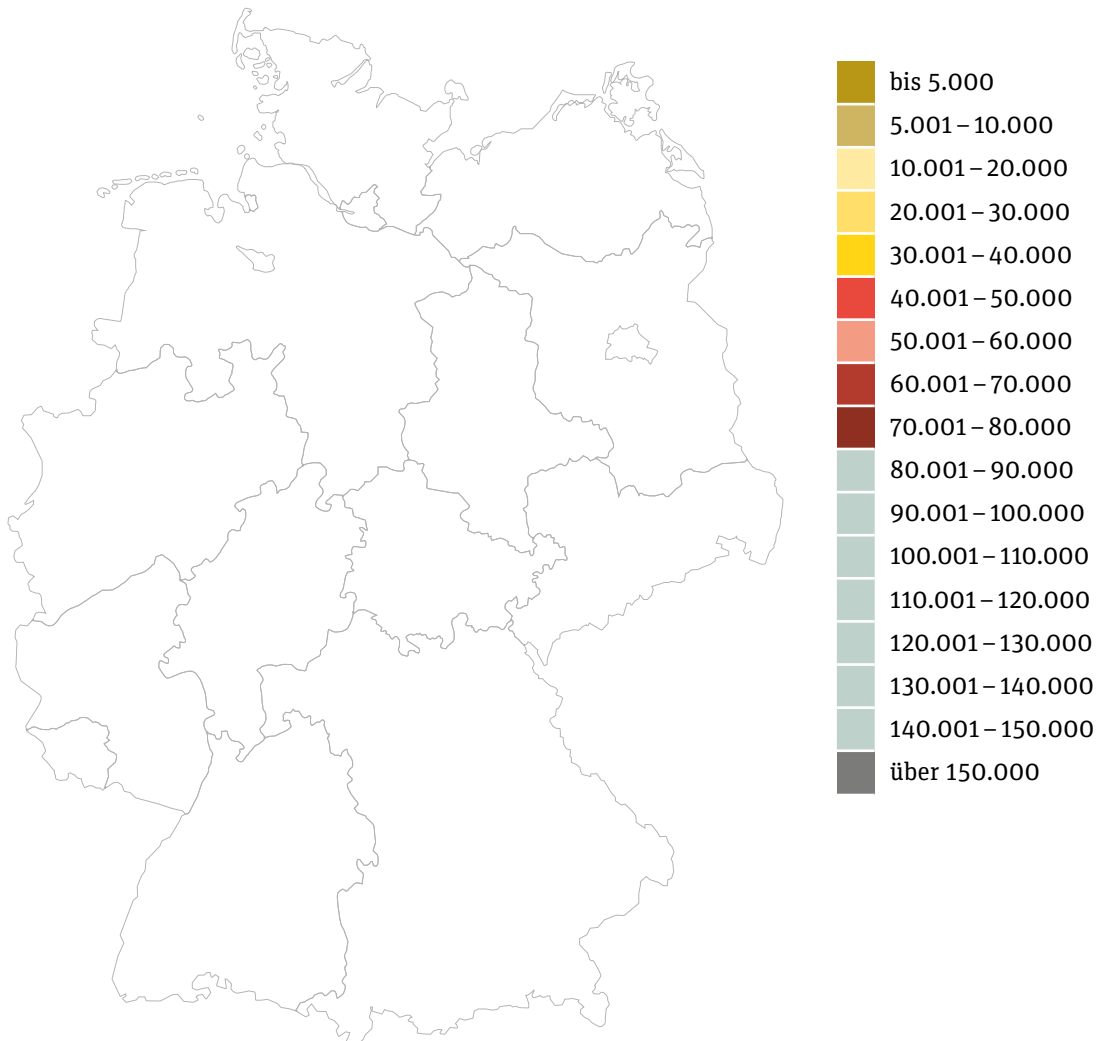 bis 5.000
5.001 – 10.000
10.001 – 20.000
20.001 – 30.000
30.001 – 40.000
40.001 – 50.000
50.001 – 60.000
60.001 – 70.000
70.001 – 80.000
80.001 – 90.000
90.001 – 100.000
100.001 – 110.000
110.001 – 120.000
120.001 – 130.000
130.001 – 140.000
140.001 – 150.000
über 150.000